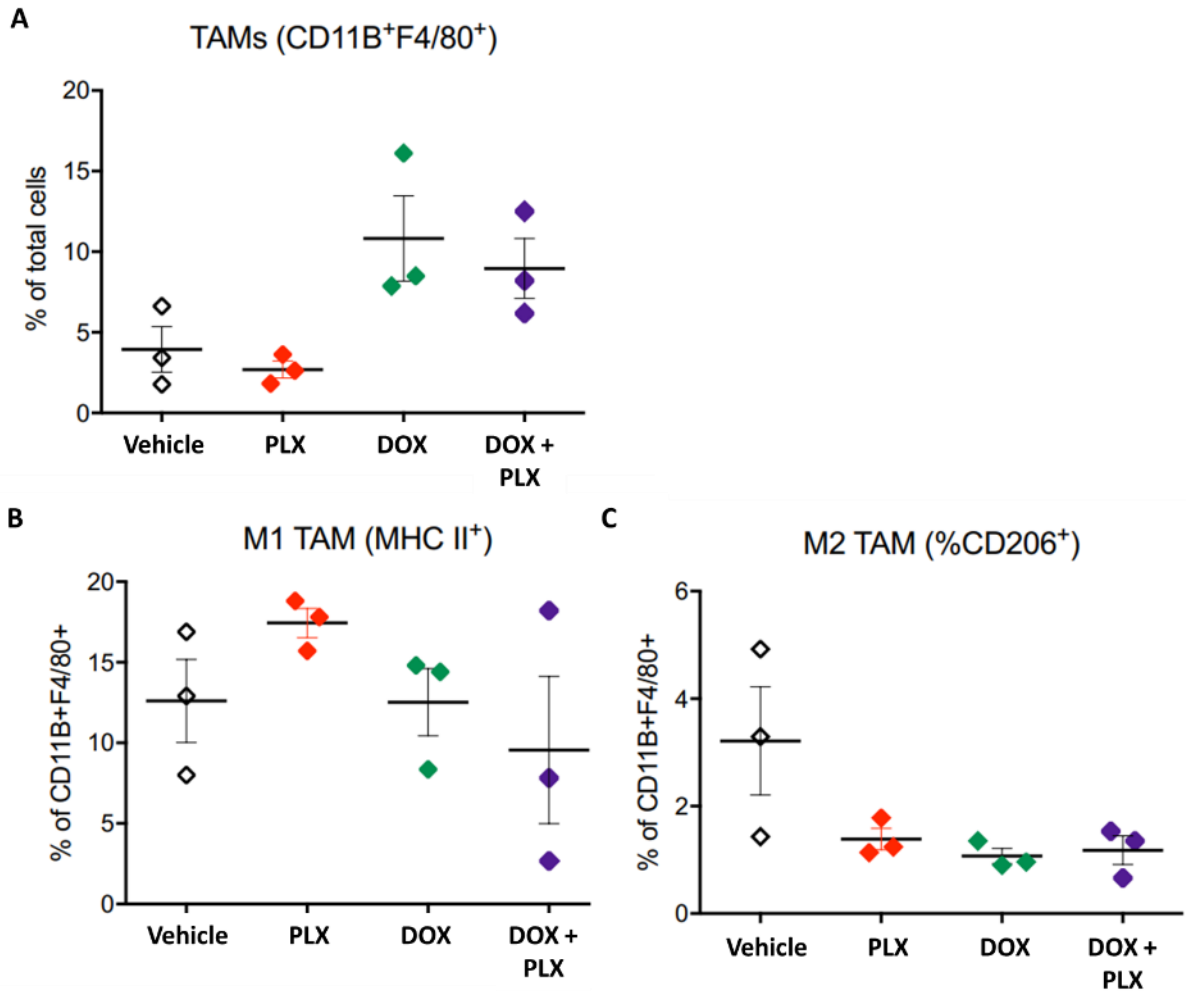 A
TAMs (CD11B+F4/80+)
% of total cells
20
15
10
5
0
Vehicle
PLX
DOX
DOX +
PLX
B
M1 TAM (MHC II+)
% of CD11B+F4/80+
20
15
10
5
0
Vehicle
PLX
DOX
DOX +
PLX
C
M2 TAM (%CD206+)
% of CD11B+F4/80+
6
4
2
0
Vehicle
PLX
DOX
DOX +
PLX